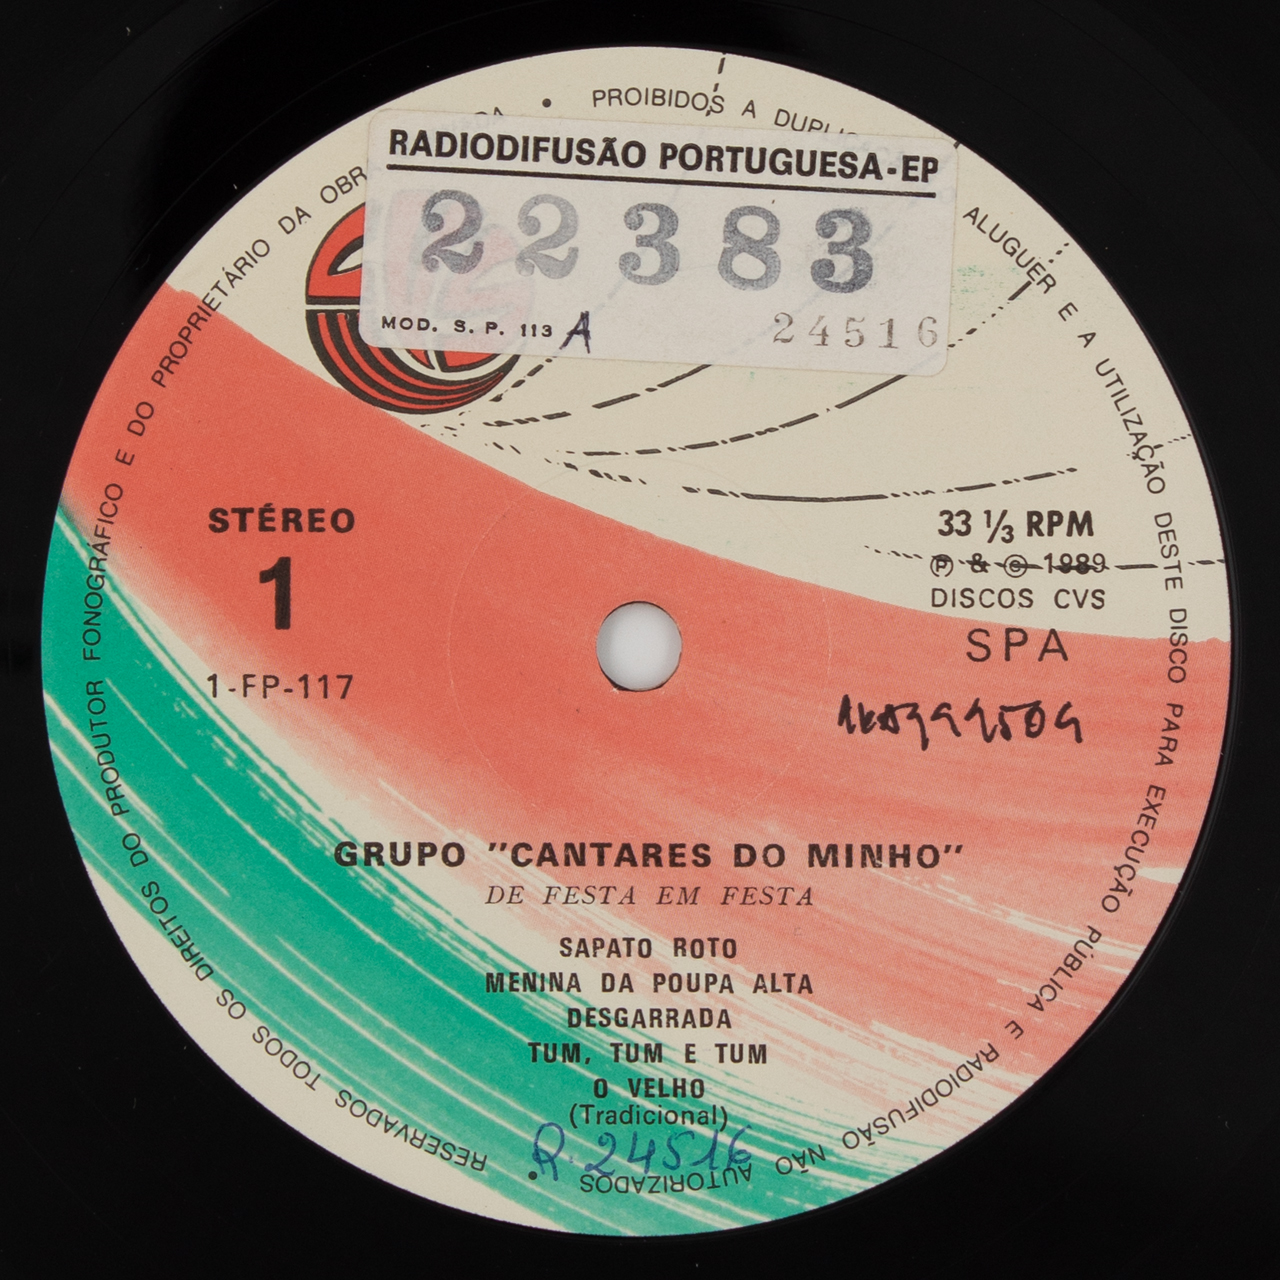 RADIODIFUSÃO PORTUGUESA-EP
22383
MOD. S. P. 113 A
24516
STÉREO
1
1-FP-117
33 ⅓ RPM
Ⓟ & © 1989
DISCOS CVS
SPA
GRUPO "CANTARES DO MINHO"
DE FESTA EM FESTA
SAPATO ROTO
MENINA DA POUPA ALTA
DESGARRADA
TUM, TUM E TUM
O VELHO
(Tradicional)
R. 24516
RESERVADOS TODOS OS DIREITOS DO PRODUTOR FONOGRÁFICO E DO PROPRIETÁRIO DA OBR • PROIBIDOS A ALUGUER E A UTILIZAÇÃO DESTE DISCO PARA EXECUÇÃO PÚBLICA E RADIODIFUSÃO NÃO AUTORIZADOS •